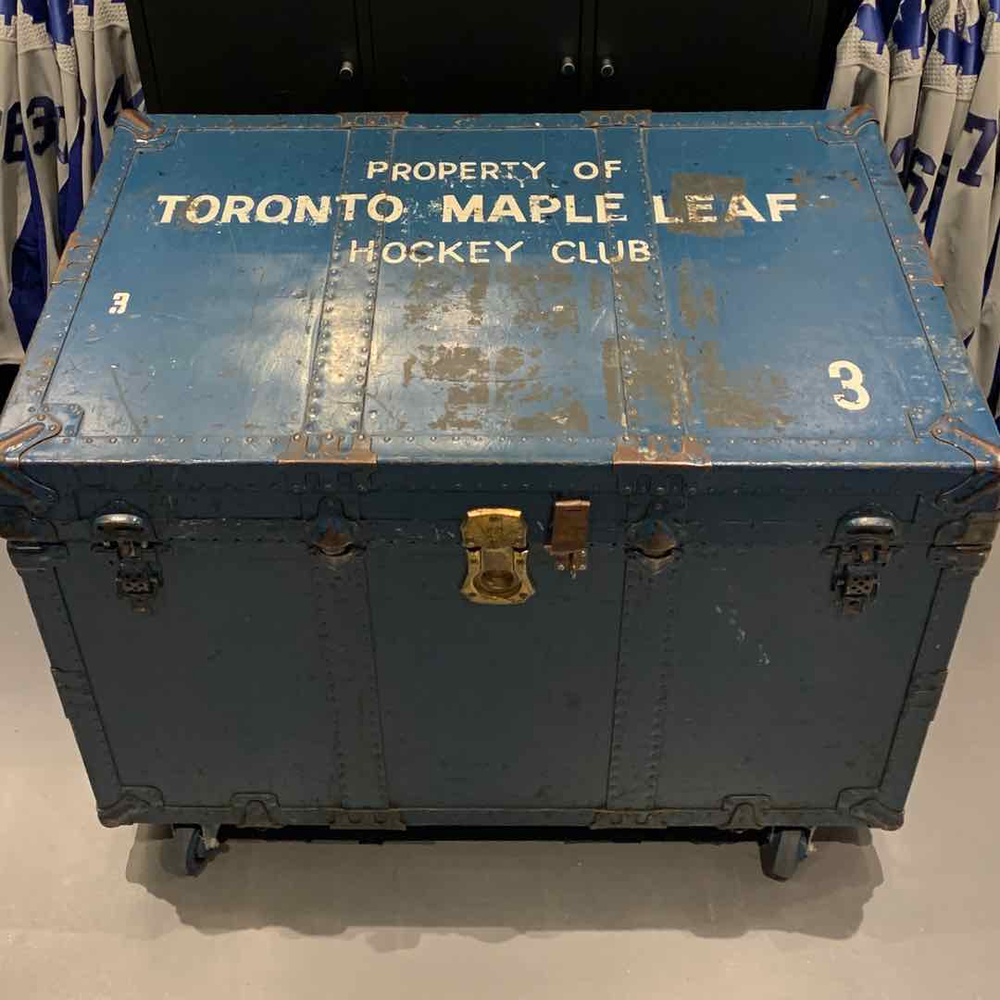 PROPERTY OF
TORONTO MAPLE LEAF
HOCKEY CLUB
3
3